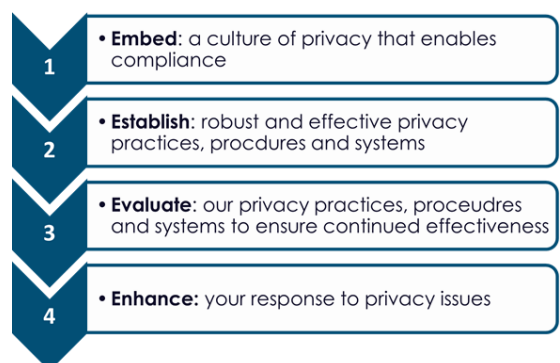 1
• Embed: a culture of privacy that enables
compliance
2
• Establish: robust and effective privacy
practices, procdures and systems
3
• Evaluate: our privacy practices, proceudres
and systems to ensure continued effectiveness
4
• Enhance: your response to privacy issues